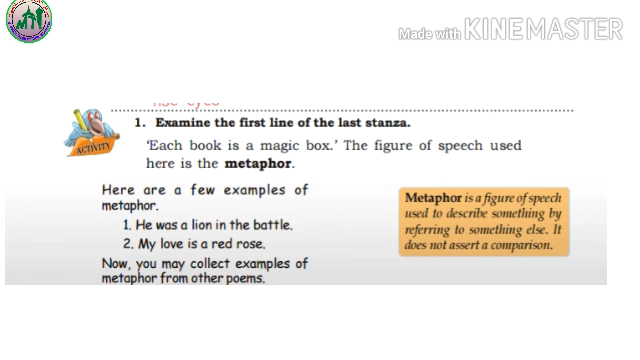 Made with KINEMASTER
1. Examine the first line of the last stanza.
ACTIVITY
'Each book is a magic box.' The figure of speech used
here is the metaphor.
Here are a few examples of
metaphor.
1. He was a lion in the battle.
2. My love is a red rose.
Now, you may collect examples of
metaphor from other poems.
Metaphor is a figure of speech
used to describe something by
referring to something else. It
does not assert a comparison.